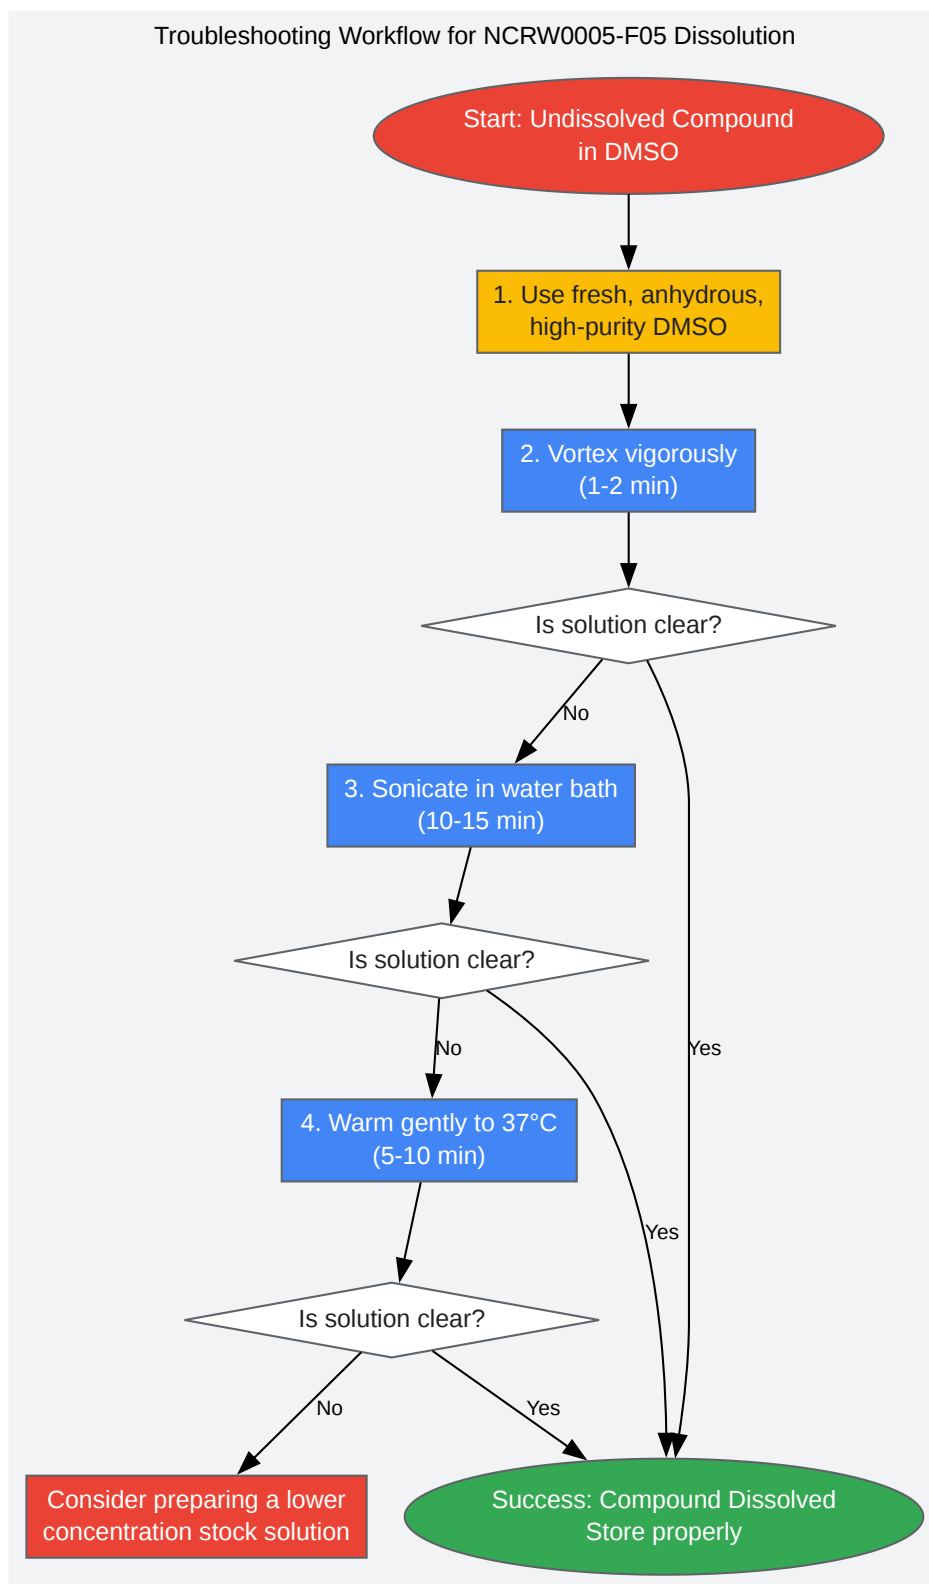 Troubleshooting Workflow for NCRW0005-F05 Dissolution
Start: Undissolved Compound
in DMSO
1. Use fresh, anhydrous,
high-purity DMSO
2. Vortex vigorously
(1-2 min)
Is solution clear?
No
3. Sonicate in water bath
(10-15 min)
Is solution clear?
No
Yes
4. Warm gently to 37°C
(5-10 min)
Yes
Is solution clear?
No
Yes
Consider preparing a lower
concentration stock solution
Success: Compound Dissolved
Store properly